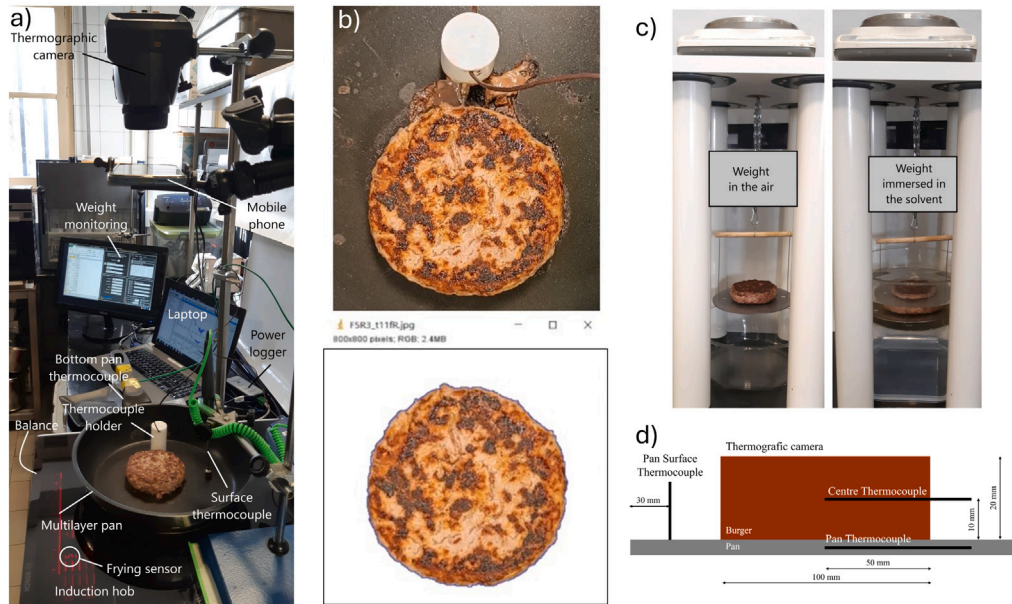 a)
Thermographic
camera
Weight
monitoring
Mobile
phone
Laptop
Power
logger
Bottom pan
thermocouple
Thermocouple
holder
Balance
Surface
thermocouple
Multilayer pan
Frying sensor
Induction hob
b)
F5R3_t11fR.jpg
800x800 pixels; RGB; 2.4MB
c)
Weight
in the air
Weight
immersed in
the solvent
d)
Thermografic camera
Pan Surface
Thermocouple
30 mm
Centre Thermocouple
20 mm
10 mm
Burger
Pan Thermocouple
Pan
50 mm
100 mm